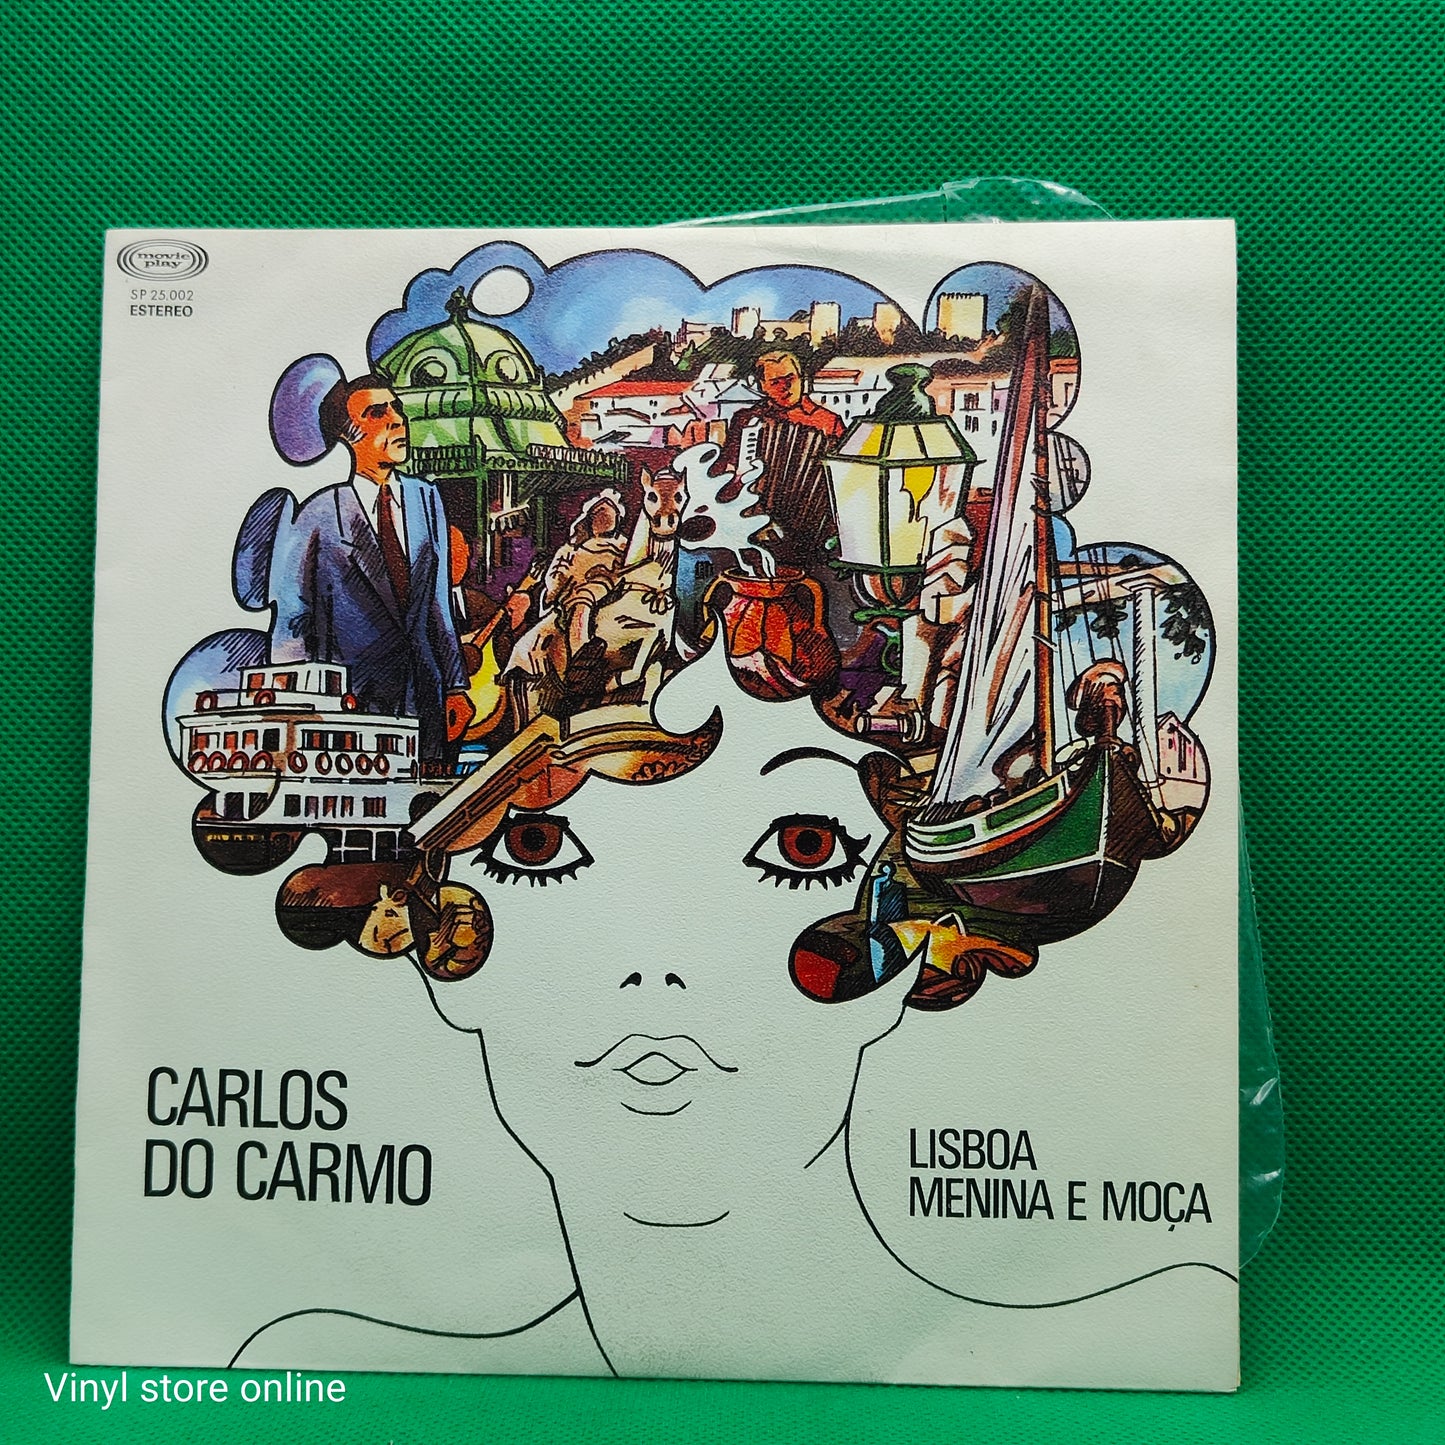 movie
play
SP 25.002
ESTEREO
CARLOS
DO CARMO
LISBOA
MENINA E MOÇA
Vinyl store online